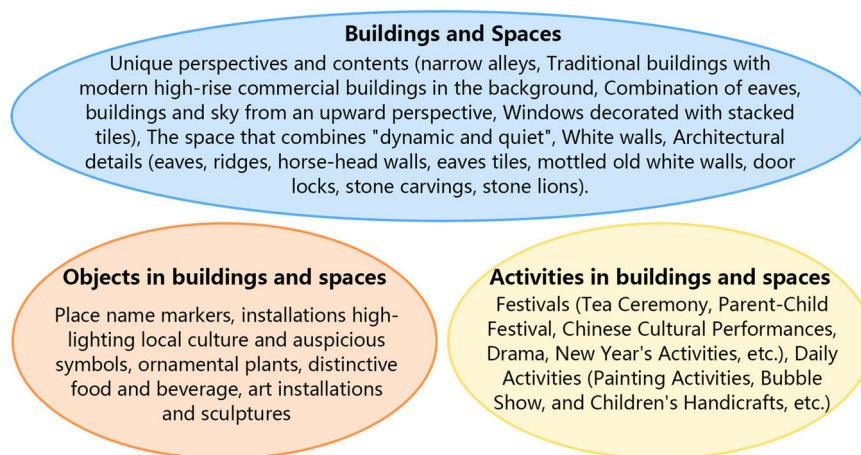 Buildings and Spaces
Unique perspectives and contents (narrow alleys, Traditional buildings with
modern high-rise commercial buildings in the background, Combination of eaves,
buildings and sky from an upward perspective, Windows decorated with stacked
tiles), The space that combines "dynamic and quiet", White walls, Architectural
details (eaves, ridges, horse-head walls, eaves tiles, mottled old white walls, door
locks, stone carvings, stone lions).
Objects in buildings and spaces
Place name markers, installations high-
lighting local culture and auspicious
symbols, ornamental plants, distinctive
food and beverage, art installations
and sculptures
Activities in buildings and spaces
Festivals (Tea Ceremony, Parent-Child
Festival, Chinese Cultural Performances,
Drama, New Year's Activities, etc.), Daily
Activities (Painting Activities, Bubble
Show, and Children's Handicrafts, etc.)